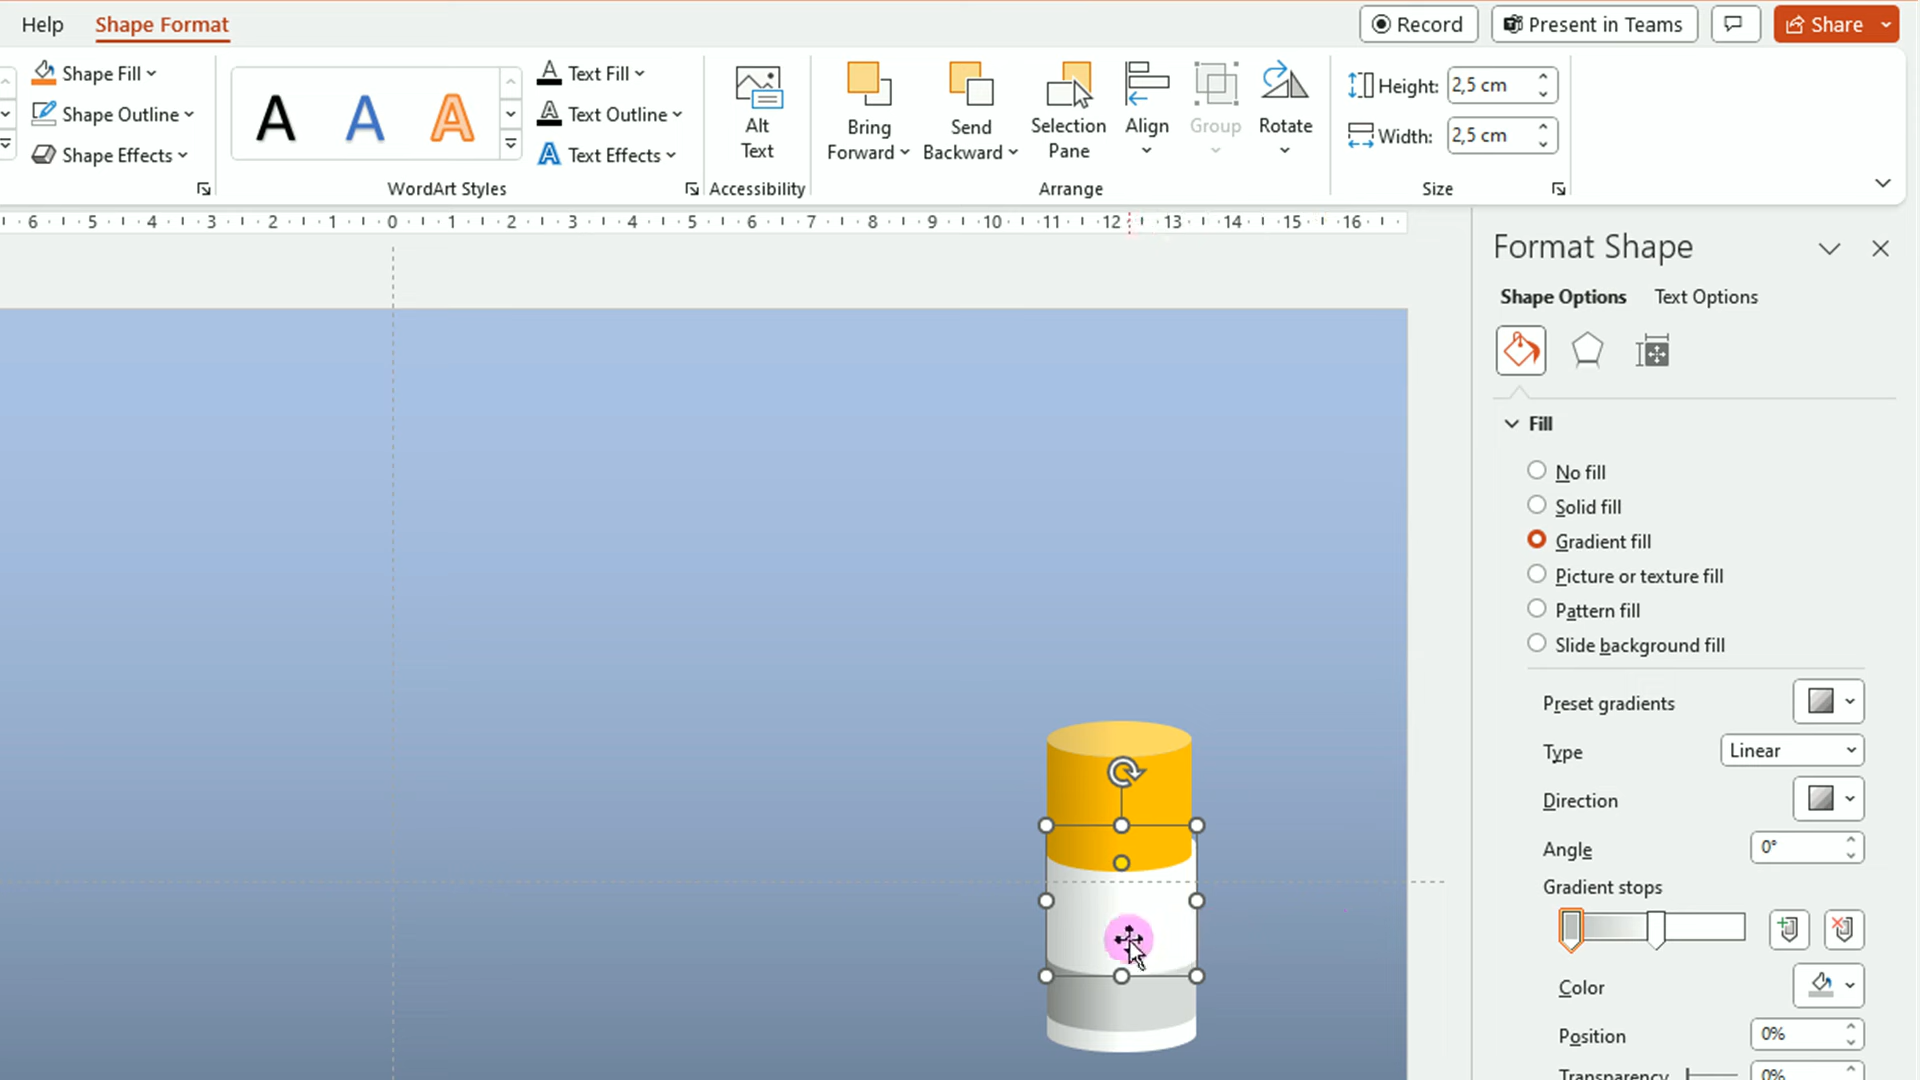 Help
Shape Format
Record
Present in Teams
Share
Shape Fill
Shape Outline
Shape Effects
A A A
Text Fill
Text Outline
Text Effects
WordArt Styles
Alt
Text
Accessibility
Bring
Forward
Send
Backward
Selection
Pane
Align
Group
Rotate
Arrange
Height: 2,5 cm
Width: 2,5 cm
Size
6 5 4 3 2 1 0 1 2 3 4 5 6 7 8 9 10 11 12 13 14 15 16
Format Shape
Shape Options
Text Options
Fill
No fill
Solid fill
Gradient fill
Picture or texture fill
Pattern fill
Slide background fill
Preset gradients
Type Linear
Direction
Angle 0°
Gradient stops
Color
Position 0%
Transparency 0%